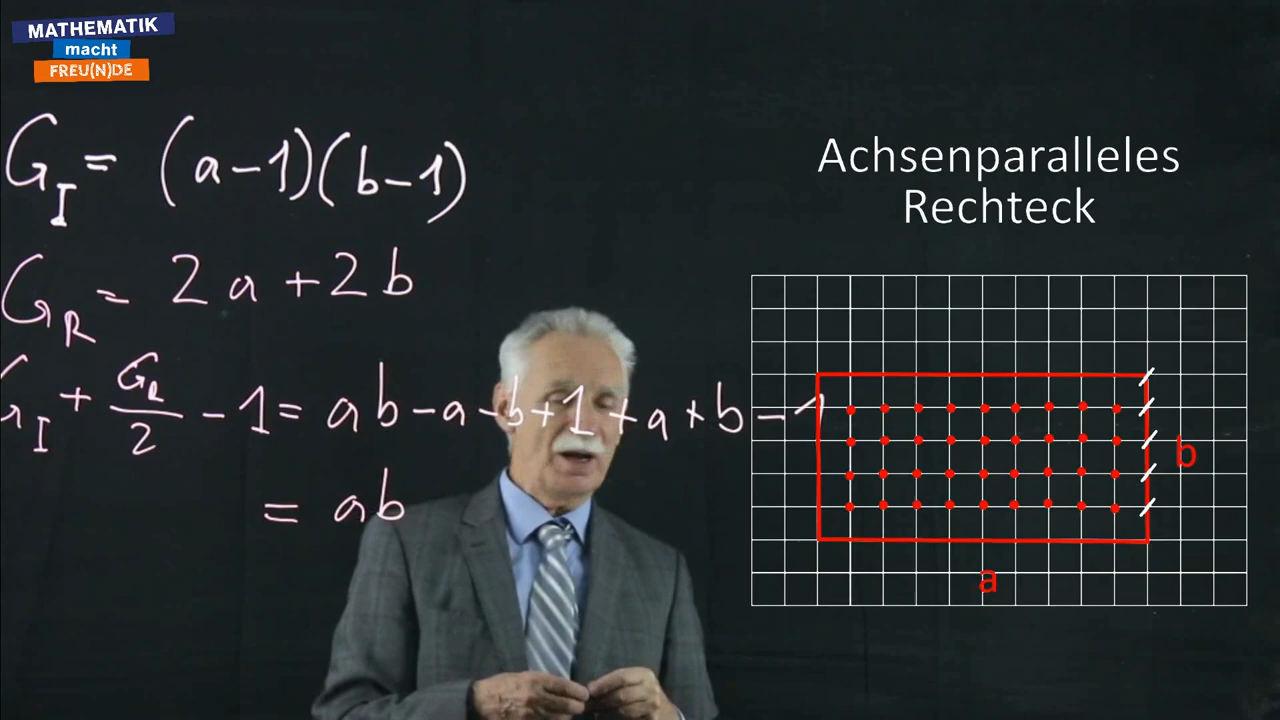 MATHEMATIK
macht
FREU(N)DE
G_I = (a-1)(b-1)
G_R = 2a+2b
G_I + G_R/2 - 1 = ab-a-b+1+a+b-1
= ab
Achsenparalleles
Rechteck
b
a